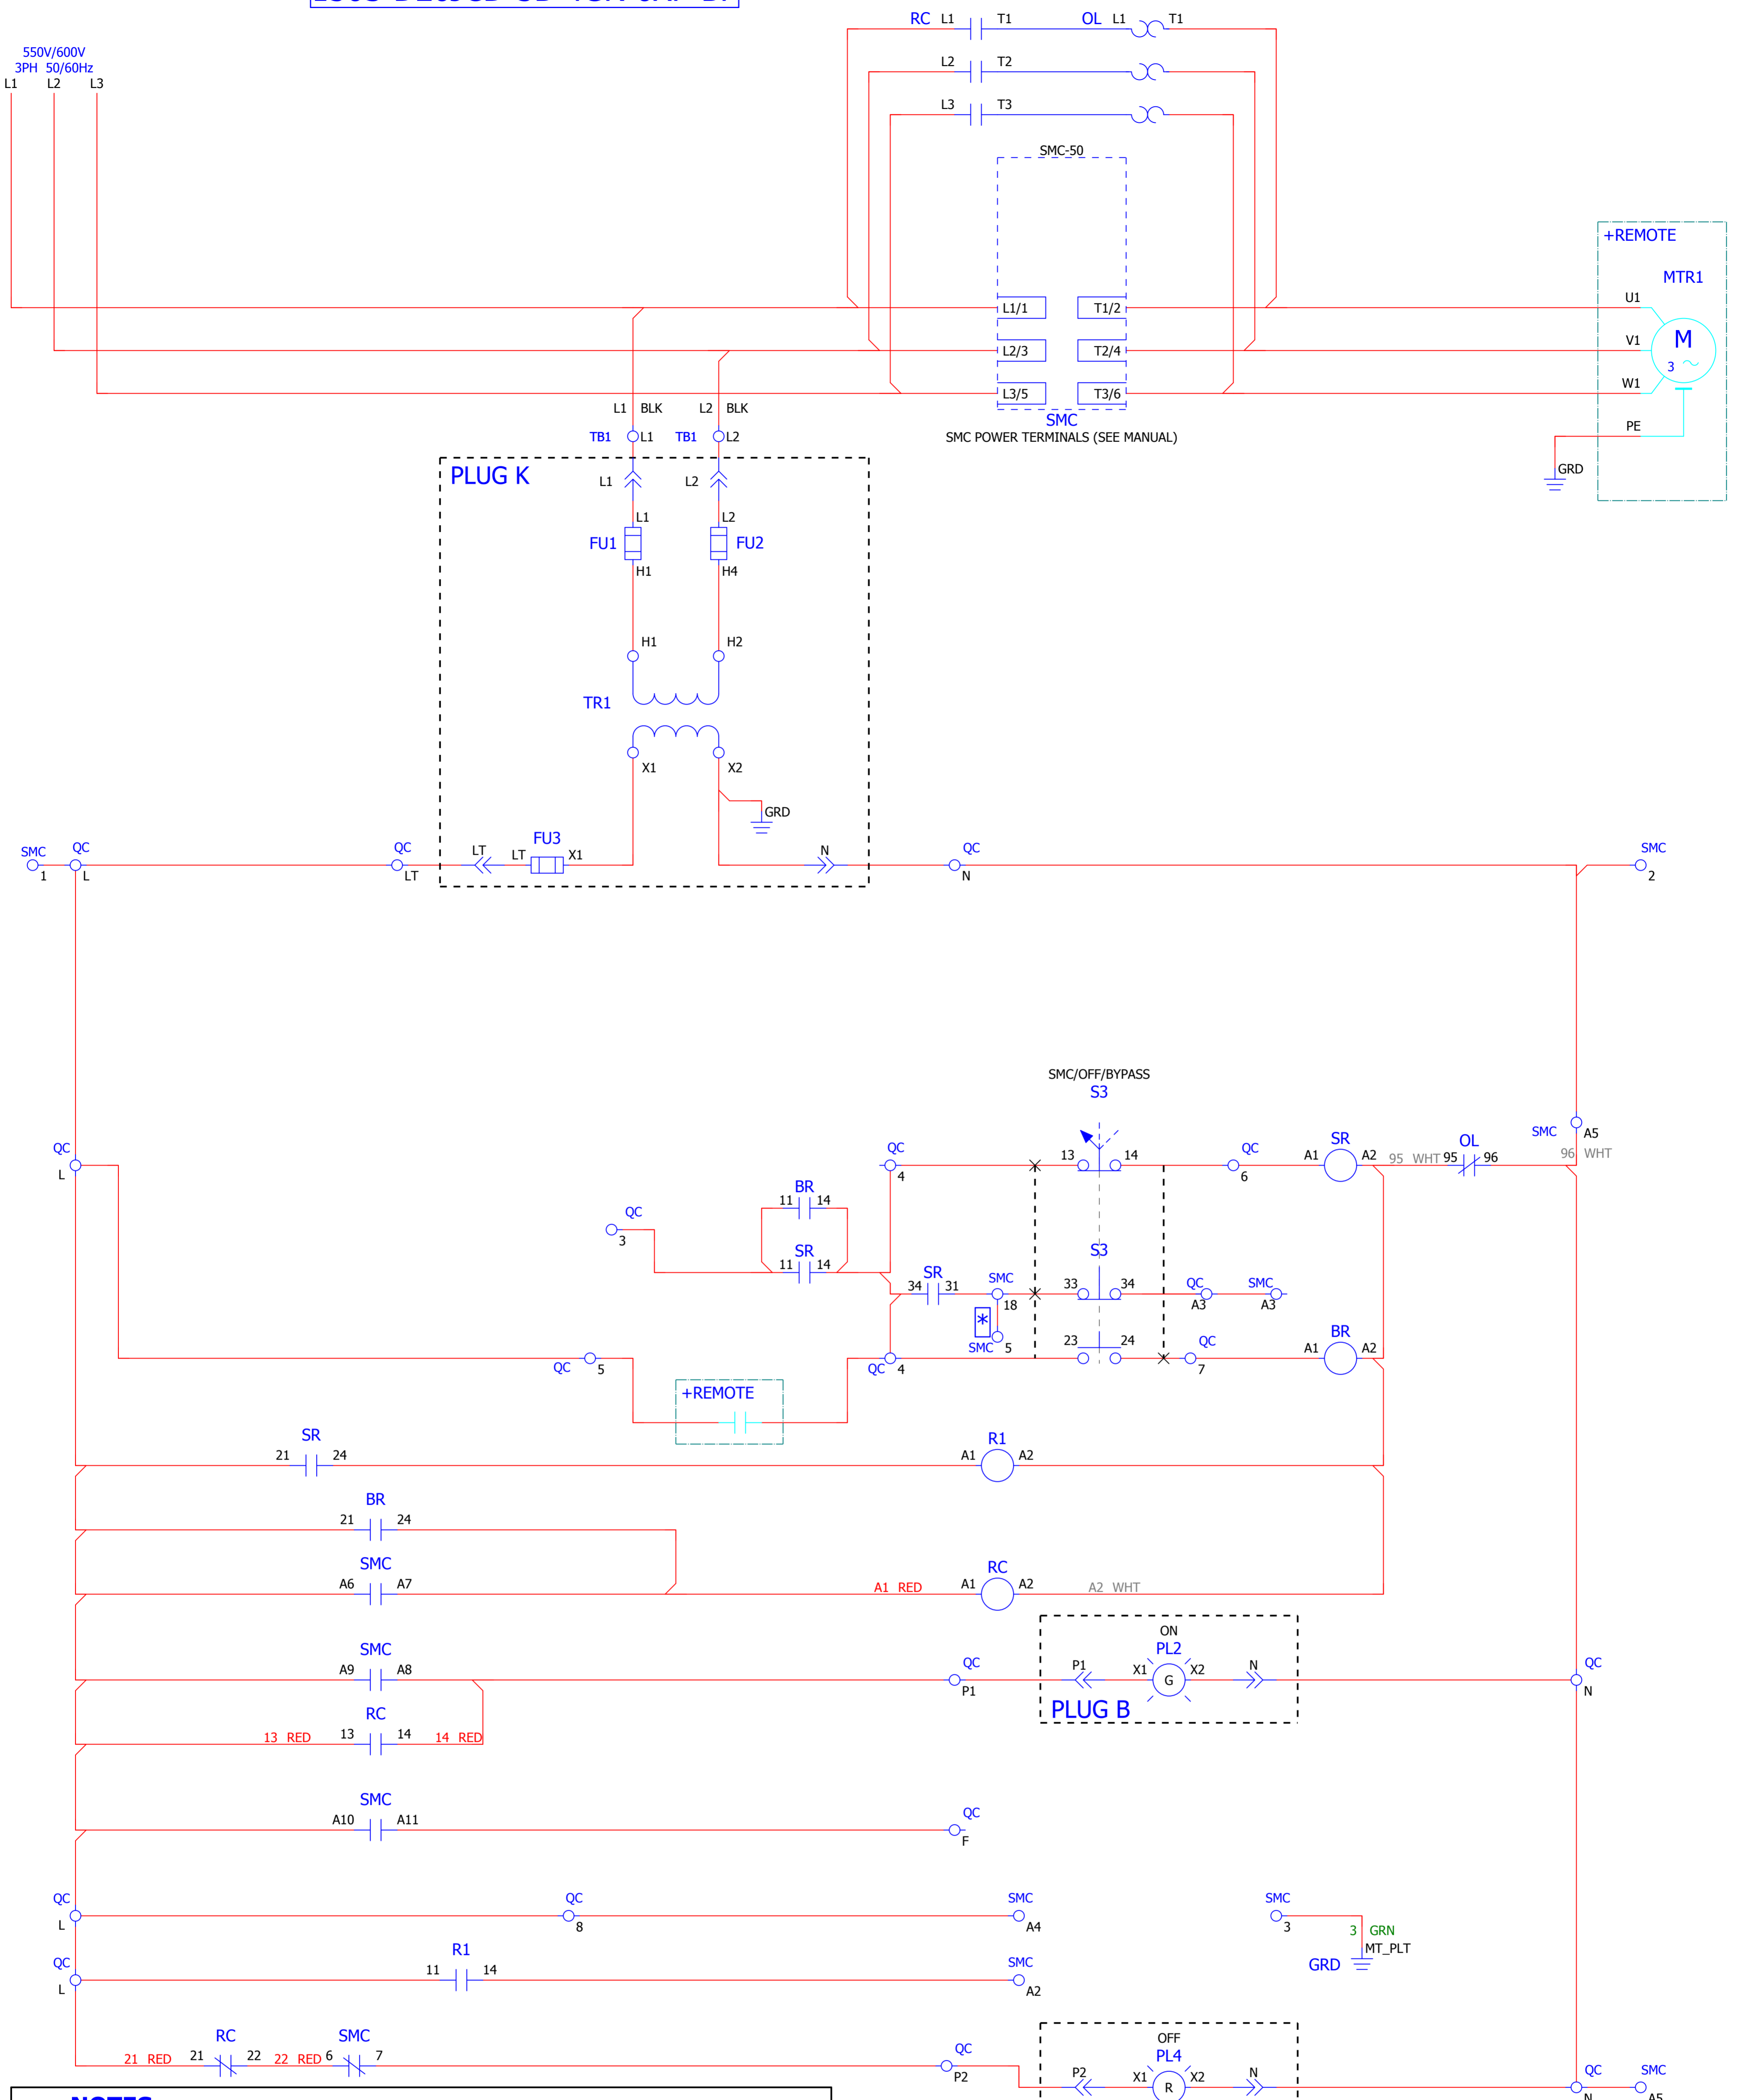 550V/600V
3PH 50/60Hz
L1 L2 L3
RC L1 T1 OL L1 T1
L2 T2
L3 T3
SMC-50
+REMOTE
MTR1
L1/1 T1/2 U1
L2/3 T2/4 V1 M
3
L3/5 T3/6 W1
L1 BLK L2 BLK
SMC
PE
TB1 L1 TB1 L2
SMC POWER TERMINALS (SEE MANUAL)
GRD
PLUG K
L1 L2
L1 L2
FU1 FU2
H1 H4
H1 H2
TR1
X1 X2
GRD
FU3
SMC QC QC LT LT X1 N QC SMC
1 L LT N 2
SMC/OFF/BYPASS
S3
SMC A5
QC QC 13 14 QC SR OL
A1 A2 95 WHT 95 96 96 WHT
L 4 6
BR
11 14
QC
3
SR S3
11 14
SR
34 31 SMC 33 34 QC SMC
18 A3 A3
*
SMC 5 23 24 QC BR
A1 A2
QC 5 QC 4 7
+REMOTE
SR R1
21 24 A1 A2
BR
21 24
SMC RC
A6 A7 A1 RED A1 A2 A2 WHT
ON
SMC PL2
A9 A8 QC P1 X1 G X2 N QC
P1 PLUG B N
RC
13 RED 13 14 14 RED
SMC
A10 A11 QC
F
QC QC SMC SMC
L 8 A4 3
3 GRN
MT_PLT
R1 GRD
QC 11 14 SMC
L A2
OFF
RC SMC PL4
21 RED 21 22 22 RED 6 7 QC
P2 P2 X1 R X2 N QC SMC
N A5
NOTES